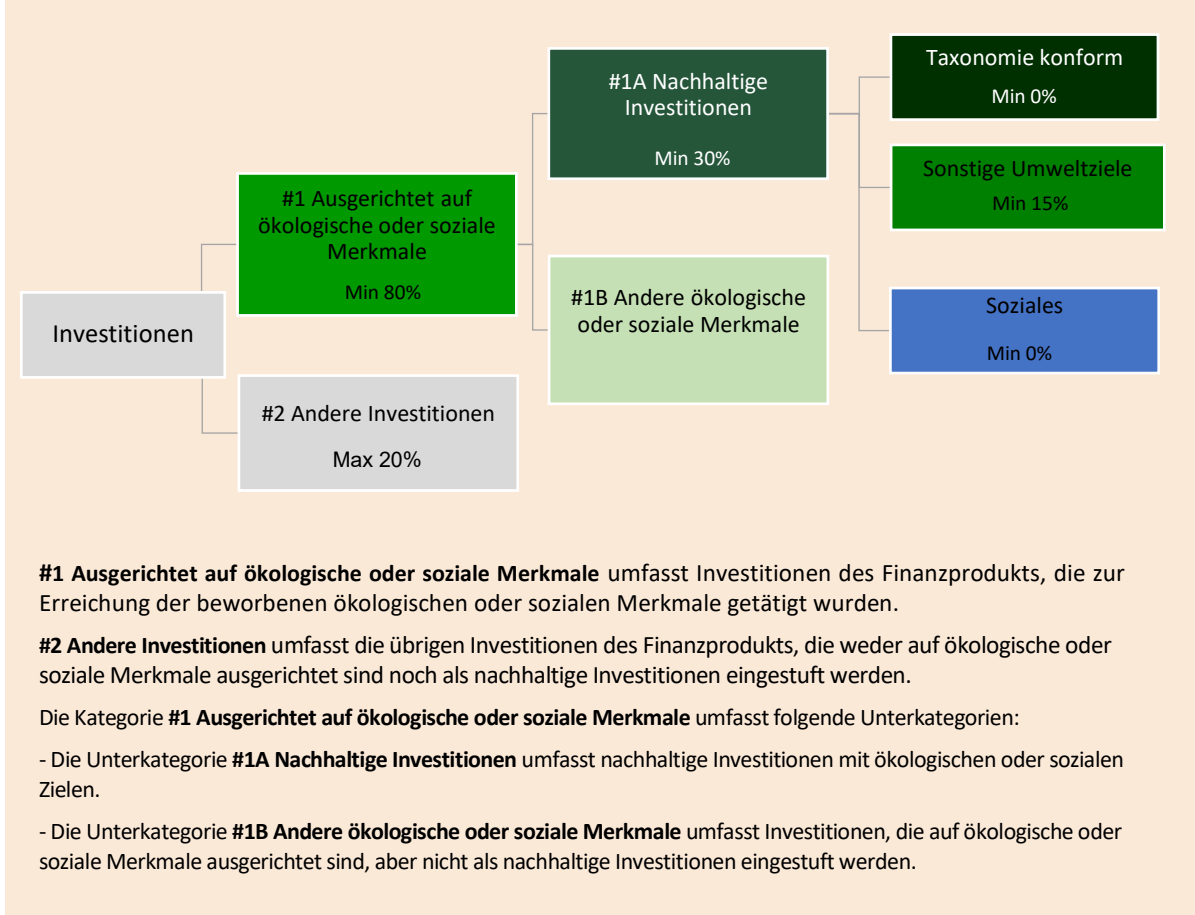 Investitionen
#1 Ausgerichtet auf
ökologische oder soziale
Merkmale
Min 80%
#2 Andere Investitionen
Max 20%
#1A Nachhaltige
Investitionen
Min 30%
#1B Andere ökologische
oder soziale Merkmale
Taxonomie konform
Min 0%
Sonstige Umweltziele
Min 15%
Soziales
Min 0%
#1 Ausgerichtet auf ökologische oder soziale Merkmale umfasst Investitionen des Finanzprodukts, die zur
Erreichung der beworbenen ökologischen oder sozialen Merkmale getätigt wurden.
#2 Andere Investitionen umfasst die übrigen Investitionen des Finanzprodukts, die weder auf ökologische oder
soziale Merkmale ausgerichtet sind noch als nachhaltige Investitionen eingestuft werden.
Die Kategorie #1 Ausgerichtet auf ökologische oder soziale Merkmale umfasst folgende Unterkategorien:
- Die Unterkategorie #1A Nachhaltige Investitionen umfasst nachhaltige Investitionen mit ökologischen oder sozialen
Zielen.
- Die Unterkategorie #1B Andere ökologische oder soziale Merkmale umfasst Investitionen, die auf ökologische oder
soziale Merkmale ausgerichtet sind, aber nicht als nachhaltige Investitionen eingestuft werden.